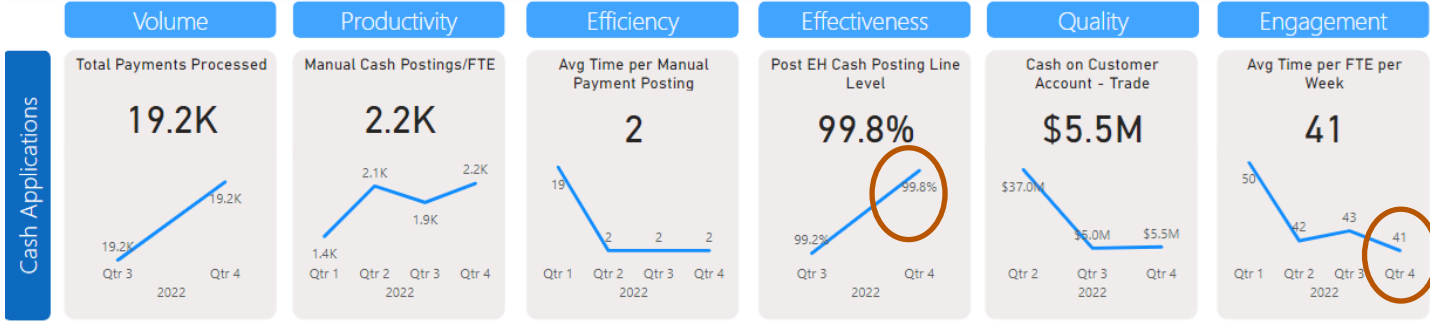 Volume
Productivity
Efficiency
Effectiveness
Quality
Engagement
Cash Applications
Total Payments Processed
19.2K
19.2K
19.2K
Qtr 3 Qtr 4
2022
Manual Cash Postings/FTE
2.2K
2.1K
2.2K
1.9K
1.4K
Qtr 1 Qtr 2 Qtr 3 Qtr 4
2022
Avg Time per Manual
Payment Posting
2
19
2 2 2
Qtr 1 Qtr 2 Qtr 3 Qtr 4
2022
Post EH Cash Posting Line
Level
99.8%
99.8%
99.2%
Qtr 3 Qtr 4
2022
Cash on Customer
Account - Trade
$5.5M
$37.0M
$5.0M $5.5M
Qtr 2 Qtr 3 Qtr 4
2022
Avg Time per FTE per
Week
41
50
42 43 41
Qtr 1 Qtr 2 Qtr 3 Qtr 4
2022